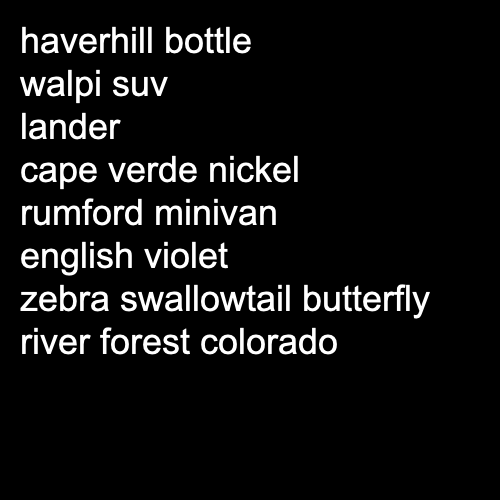 haverhill bottle
walpi suv
lander
cape verde nickel
rumford minivan
english violet
zebra swallowtail butterfly
river forest colorado